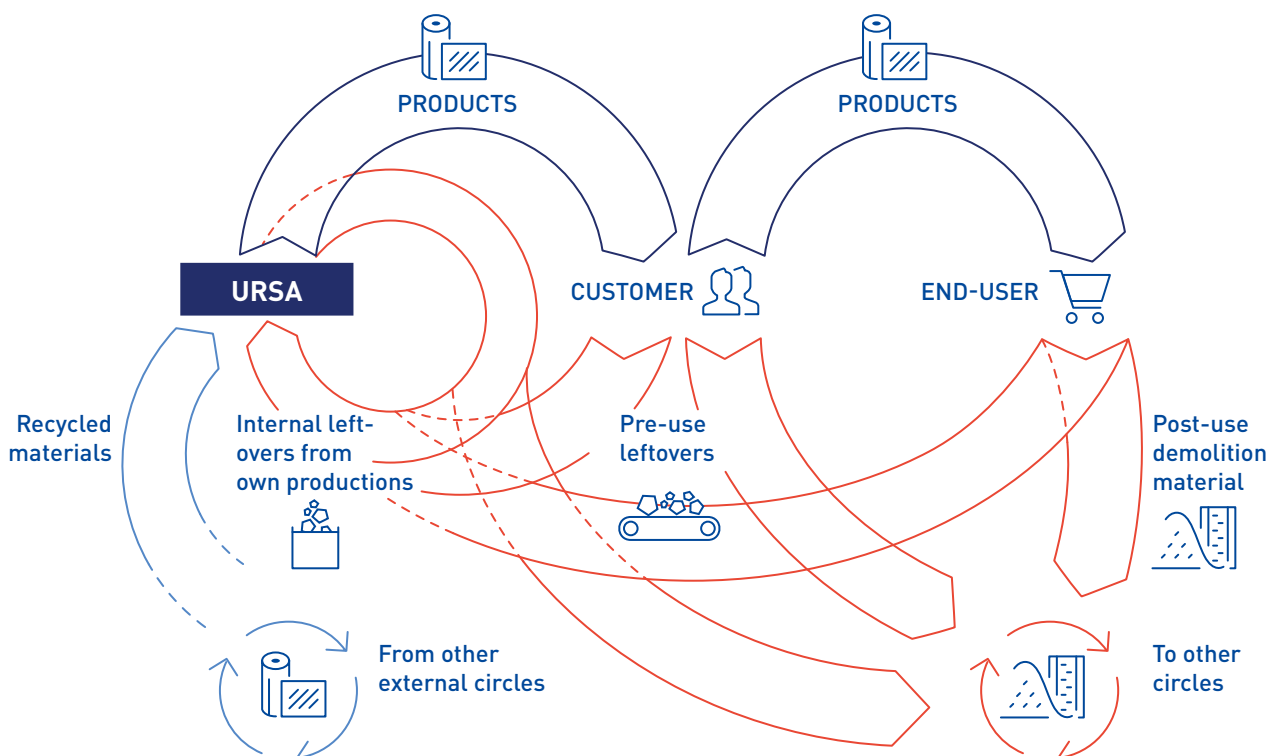 PRODUCTS
PRODUCTS
URSA
CUSTOMER
END-USER
Recycled
materials
Internal left-
overs from
own productions
Pre-use
leftovers
Post-use
demolition
material
From other
external circles
To other
circles